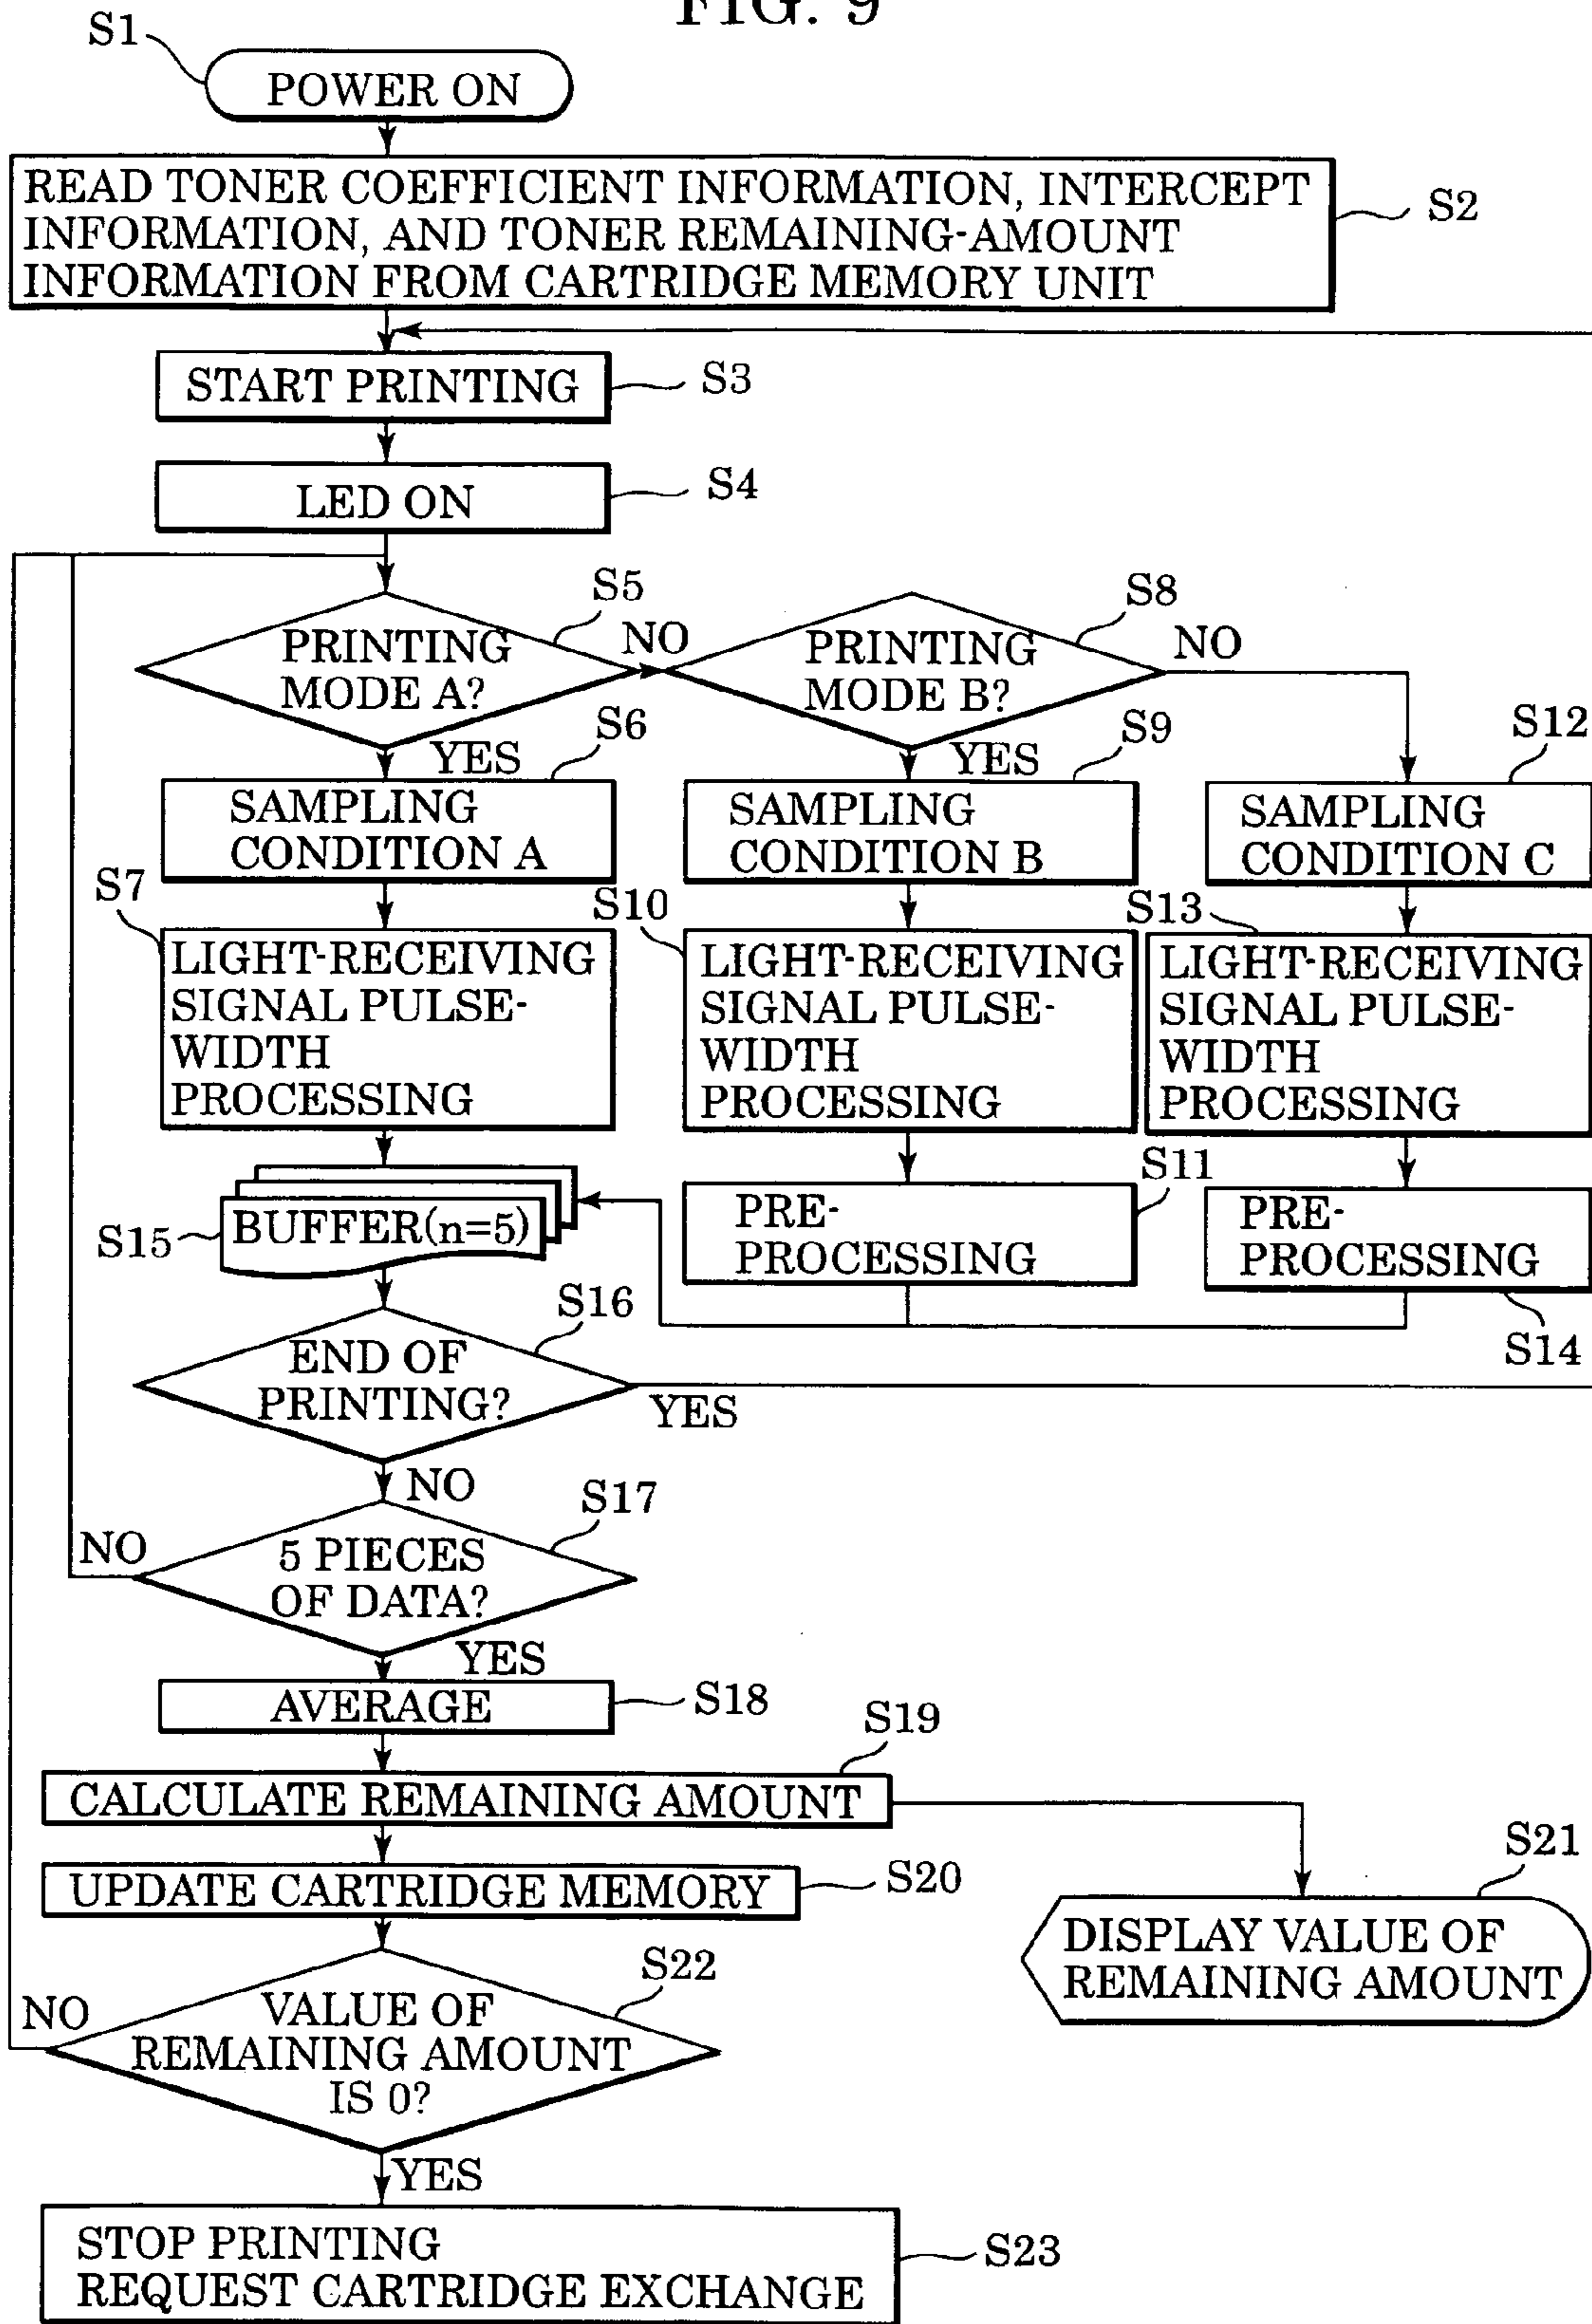 FIG. 9
S1
POWER ON
READ TONER COEFFICIENT INFORMATION, INTERCEPT
INFORMATION, AND TONER REMAINING-AMOUNT
INFORMATION FROM CARTRIDGE MEMORY UNIT
S2
START PRINTING
S3
LED ON
S4
S5
PRINTING
MODE A?
NO
S8
PRINTING
MODE B?
NO
YES
S6
SAMPLING
CONDITION A
YES
S9
SAMPLING
CONDITION B
S12
SAMPLING
CONDITION C
S7
LIGHT-RECEIVING
SIGNAL PULSE-
WIDTH
PROCESSING
S10
LIGHT-RECEIVING
SIGNAL PULSE-
WIDTH
PROCESSING
S13
LIGHT-RECEIVING
SIGNAL PULSE-
WIDTH
PROCESSING
S15
BUFFER(n=5)
S11
PRE-
PROCESSING
PRE-
PROCESSING
S14
S16
END OF
PRINTING?
YES
NO
S17
5 PIECES
OF DATA?
NO
YES
AVERAGE
S18
S19
CALCULATE REMAINING AMOUNT
UPDATE CARTRIDGE MEMORY
S20
S21
DISPLAY VALUE OF
REMAINING AMOUNT
S22
VALUE OF
REMAINING AMOUNT
IS 0?
NO
YES
STOP PRINTING
REQUEST CARTRIDGE EXCHANGE
S23